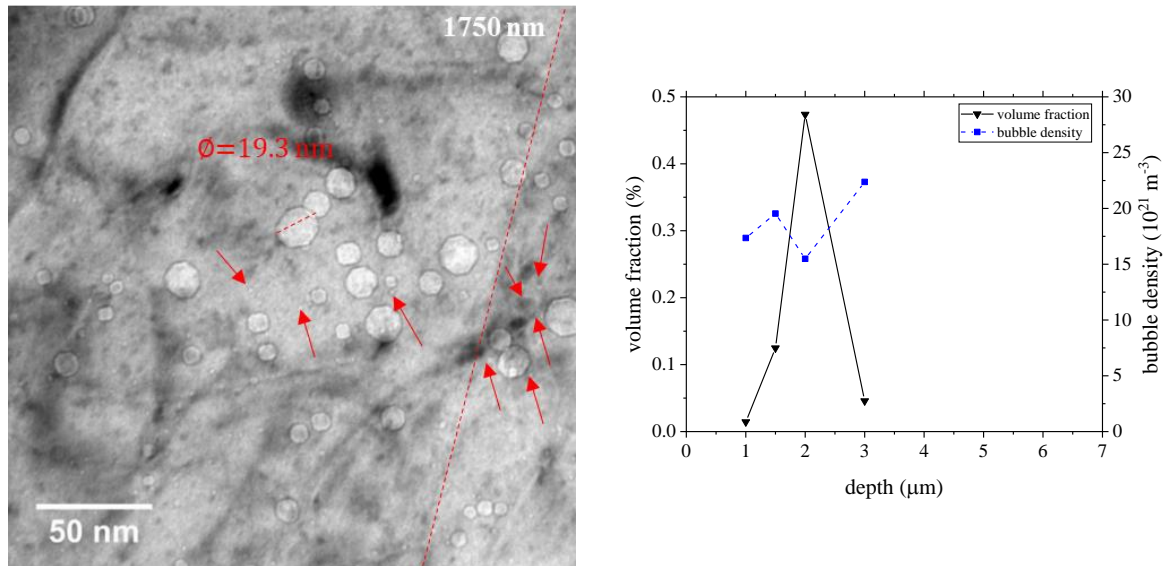 1750 nm
Ø=19.3 nm
50 nm
0.5
0.4
0.3
0.2
0.1
0.0
volume fraction (%)
30
25
20
15
10
5
0
bubble density (10²¹ m⁻³)
volume fraction
bubble density
0 1 2 3 4 5 6 7
depth (μm)